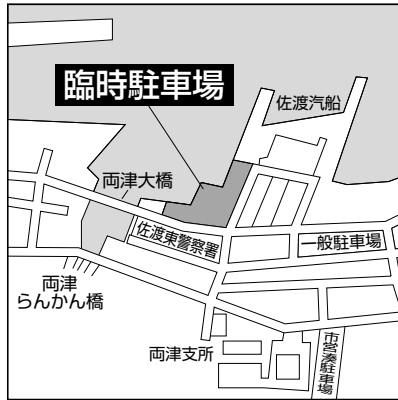 臨時駐車場
佐渡汽船
両津大橋
佐渡東警察署
一般駐車場
両津
らんかん橋
両津支所
市営湊駐車場